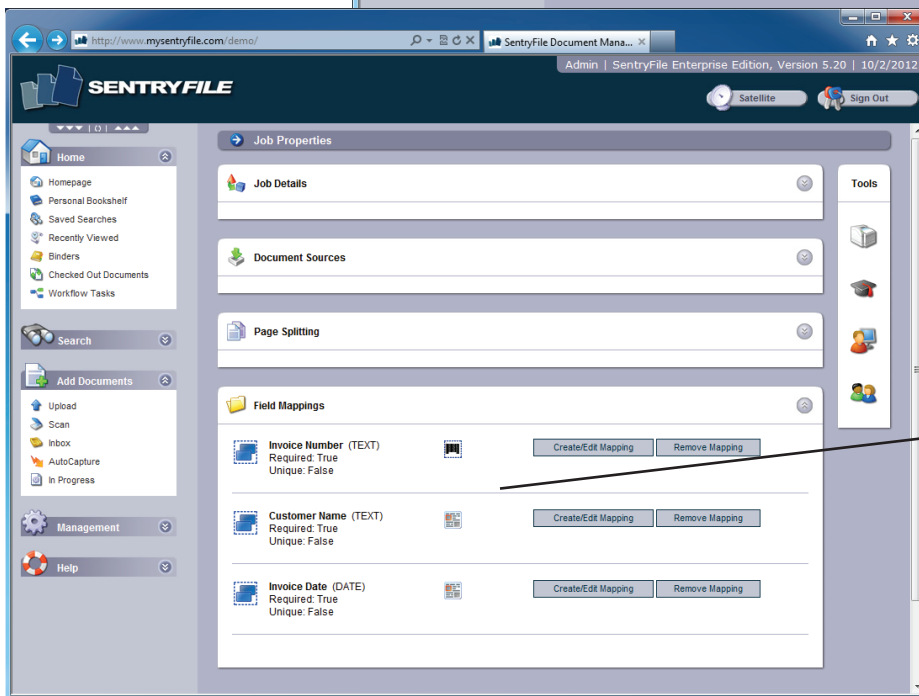 http://www.mysentryfile.com/demo/
SentryFile Document Mana...
Admin | SentryFile Enterprise Edition, Version 5.20 | 10/2/2012
SENTRYFILE
Satellite
Sign Out
Home
Homepage
Personal Bookshelf
Saved Searches
Recently Viewed
Binders
Checked Out Documents
Workflow Tasks
Search
Add Documents
Upload
Scan
Inbox
AutoCapture
In Progress
Management
Help
Job Properties
Job Details
Document Sources
Page Splitting
Field Mappings
Invoice Number (TEXT)
Required: True
Unique: False
Create/Edit Mapping
Remove Mapping
Customer Name (TEXT)
Required: True
Unique: False
Create/Edit Mapping
Remove Mapping
Invoice Date (DATE)
Required: True
Unique: False
Create/Edit Mapping
Remove Mapping
Tools